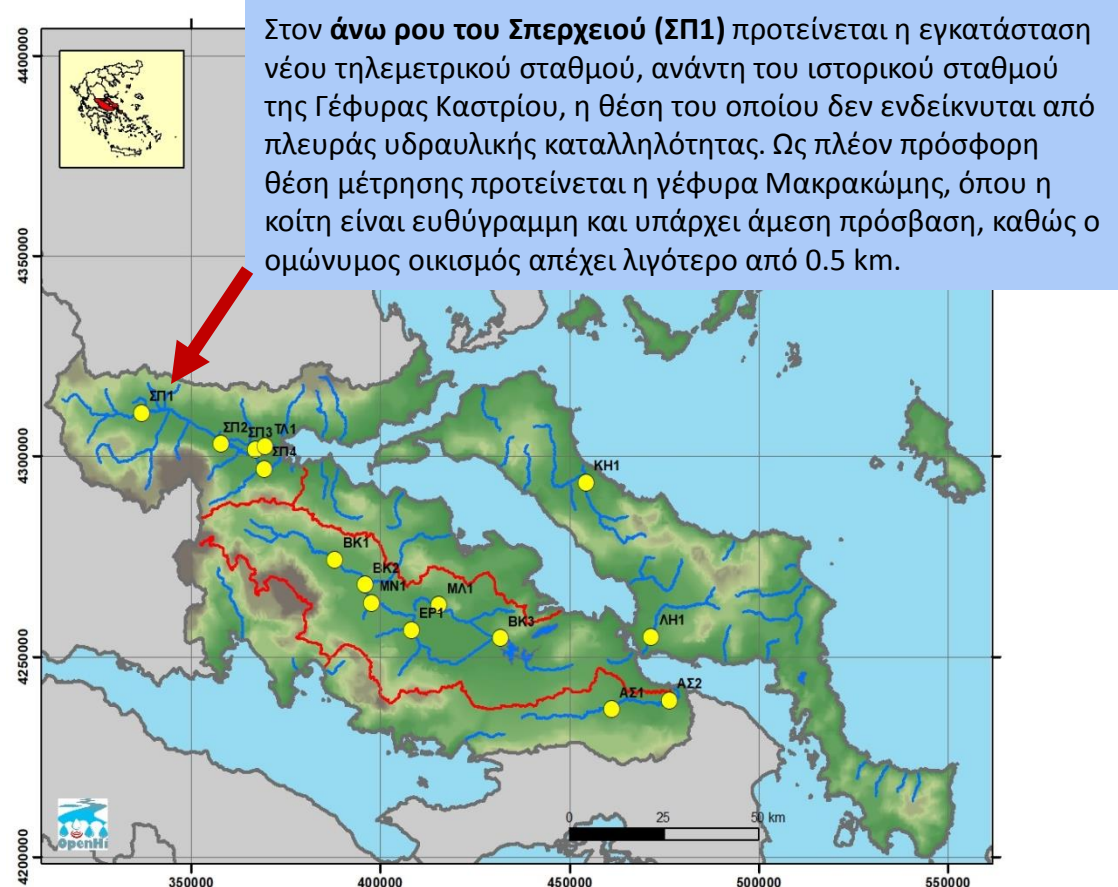 Στον άνω ρου του Σπερχειού (ΣΠ1) προτείνεται η εγκατάσταση
νέου τηλεμετρικού σταθμού, ανάντη του ιστορικού σταθμού
της Γέφυρας Καστρίου, η θέση του οποίου δεν ενδείκνυται από
πλευράς υδραυλικής καταλληλότητας. Ως πλέον πρόσφορη
θέση μέτρησης προτείνεται η γέφυρα Μακρακώμης, όπου η
κοίτη είναι ευθύγραμμη και υπάρχει άμεση πρόσβαση, καθώς ο
ομώνυμος οικισμός απέχει λιγότερο από 0.5 km.
4400000
4350000
4300000
4250000
4200000
ΣΠ1
ΣΠ2
ΣΠ3
ΤΛ1
ΣΠ4
ΚΗ1
ΒΚ1
ΒΚ2
ΜΝ1
ΜΛ1
ΕΡ1
ΒΚ3
ΛΗ1
ΑΣ1
ΑΣ2
0 25 50 km
OpenHi
350000 400000 450000 500000 550000